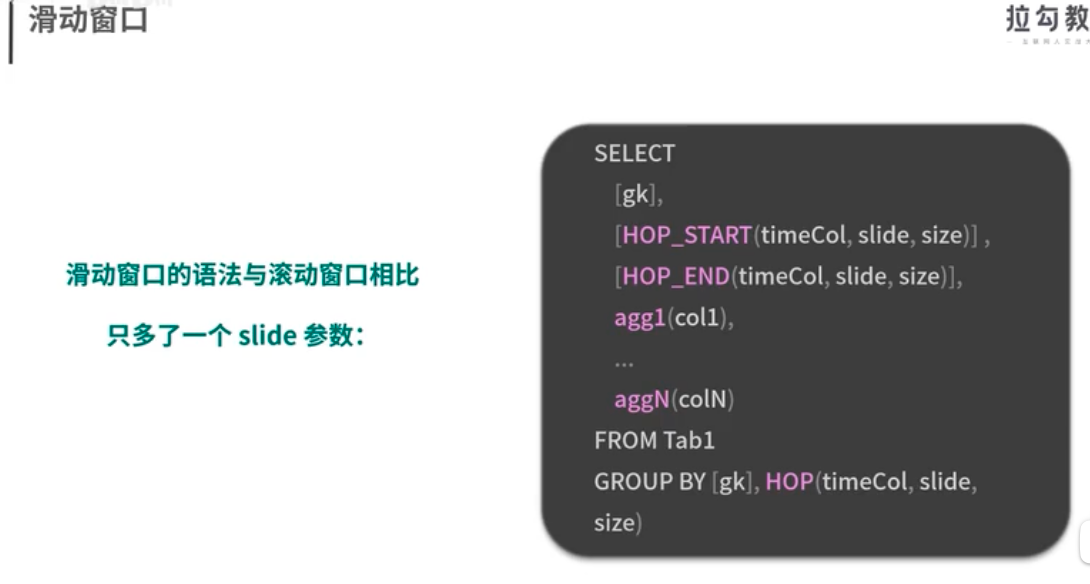 滑动窗口
拉勾教
滑动窗口的语法与滚动窗口相比
只多了一个 slide 参数：
SELECT
[gk],
[HOP_START(timeCol, slide, size)] ,
[HOP_END(timeCol, slide, size)],
agg1(col1),
...
aggN(colN)
FROM Tab1
GROUP BY [gk], HOP(timeCol, slide,
size)